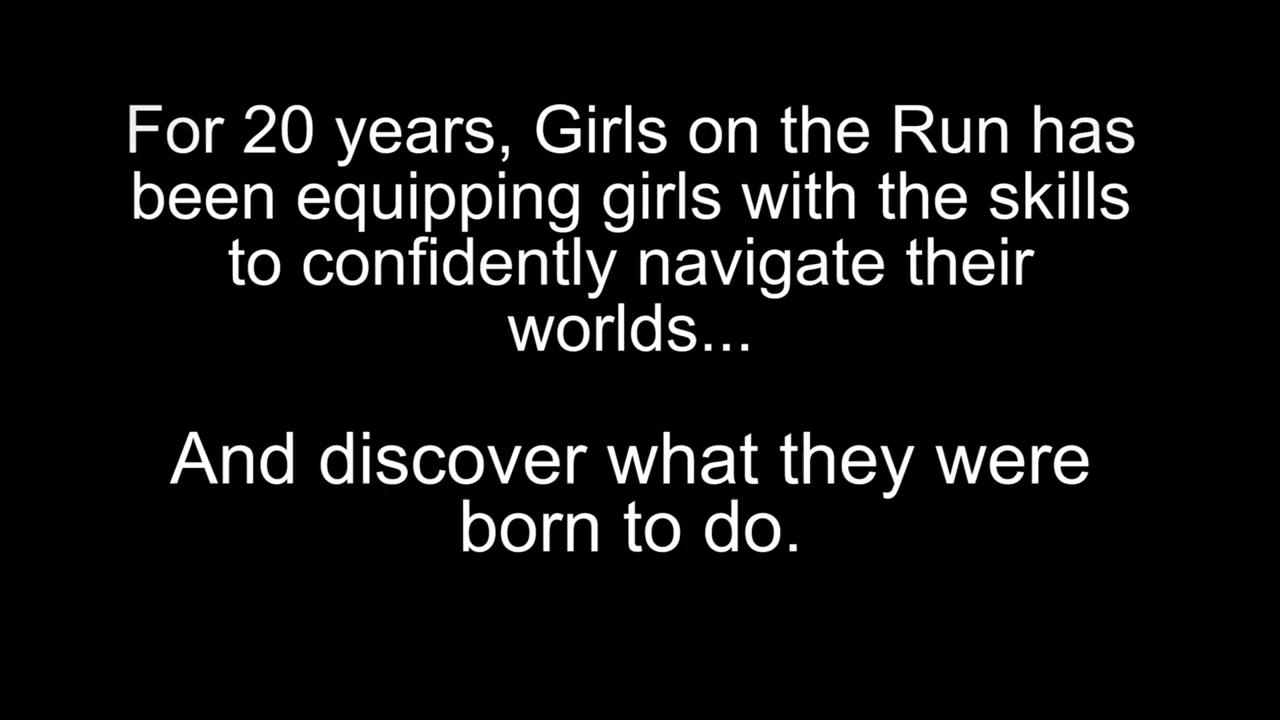 For 20 years, Girls on the Run has
been equipping girls with the skills
to confidently navigate their
worlds...
And discover what they were
born to do.